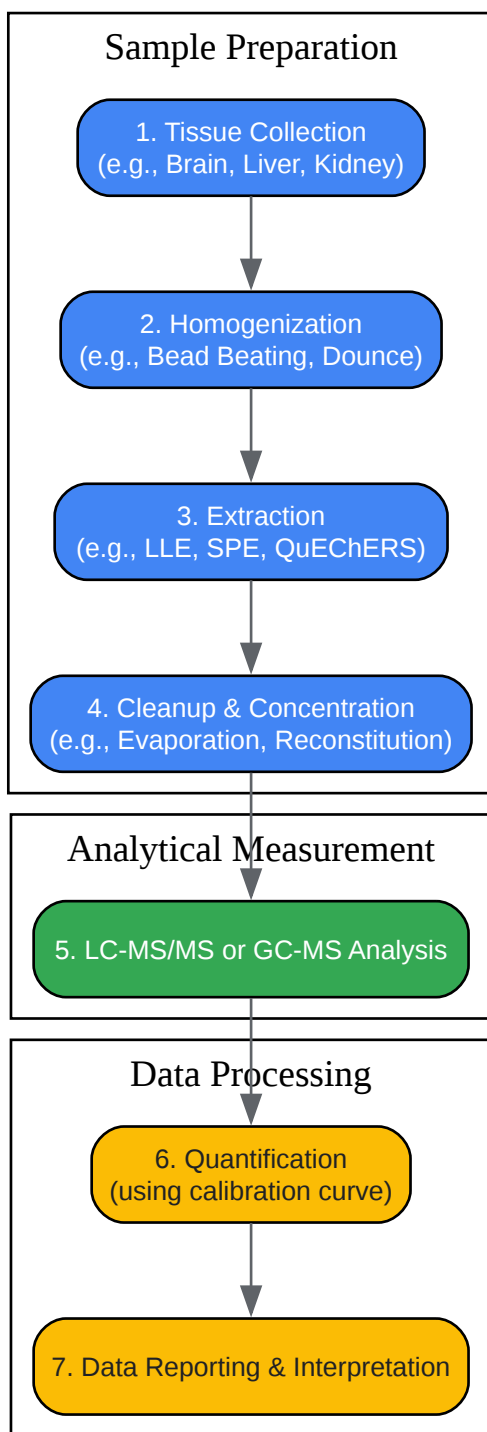 Sample Preparation
1. Tissue Collection
(e.g., Brain, Liver, Kidney)
2. Homogenization
(e.g., Bead Beating, Dounce)
3. Extraction
(e.g., LLE, SPE, QuEChERS)
4. Cleanup & Concentration
(e.g., Evaporation, Reconstitution)
Analytical Measurement
5. LC-MS/MS or GC-MS Analysis
Data Processing
6. Quantification
(using calibration curve)
7. Data Reporting & Interpretation